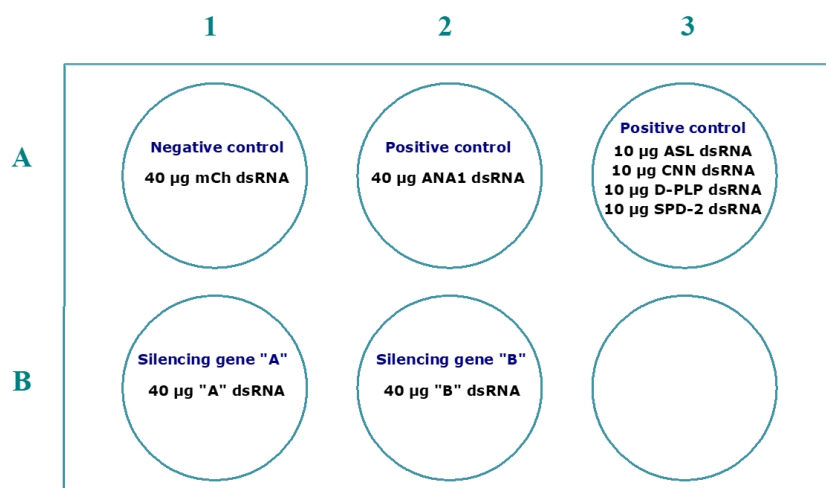 1 2 3
A
Negative control
40 µg mCh dsRNA
Positive control
40 µg ANA1 dsRNA
Positive control
10 µg ASL dsRNA
10 µg CNN dsRNA
10 µg D-PLP dsRNA
10 µg SPD-2 dsRNA
B
Silencing gene "A"
40 µg "A" dsRNA
Silencing gene "B"
40 µg "B" dsRNA